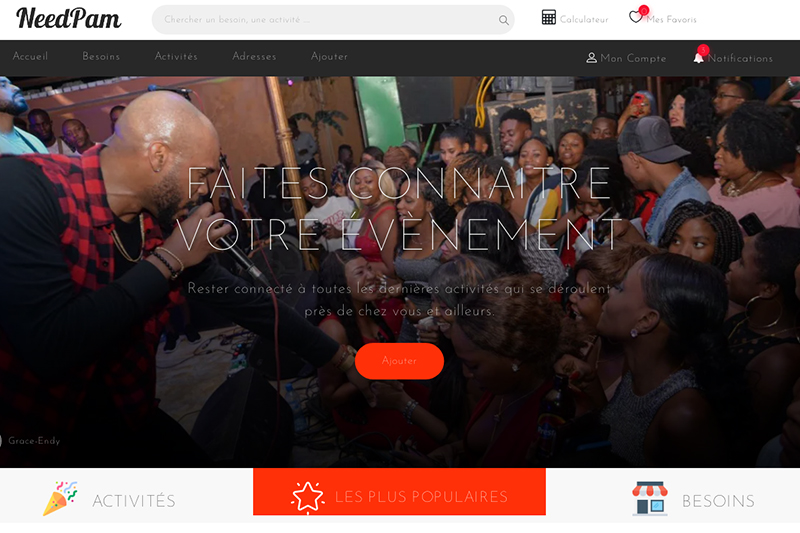 NeedPam
Chercher un besoin, une activité ...
Calculateur
0
Mes Favoris
Accueil
Besoins
Activités
Adresses
Ajouter
Mon Compte
5
Notifications
FAITES CONNAITRE
VOTRE EVÈNEMENT
Rester connecté à toutes les dernières activités qui se déroulent
près de chez vous et ailleurs.
Ajouter
Grace-Endy
ACTIVITÉS
LES PLUS POPULAIRES
BESOINS